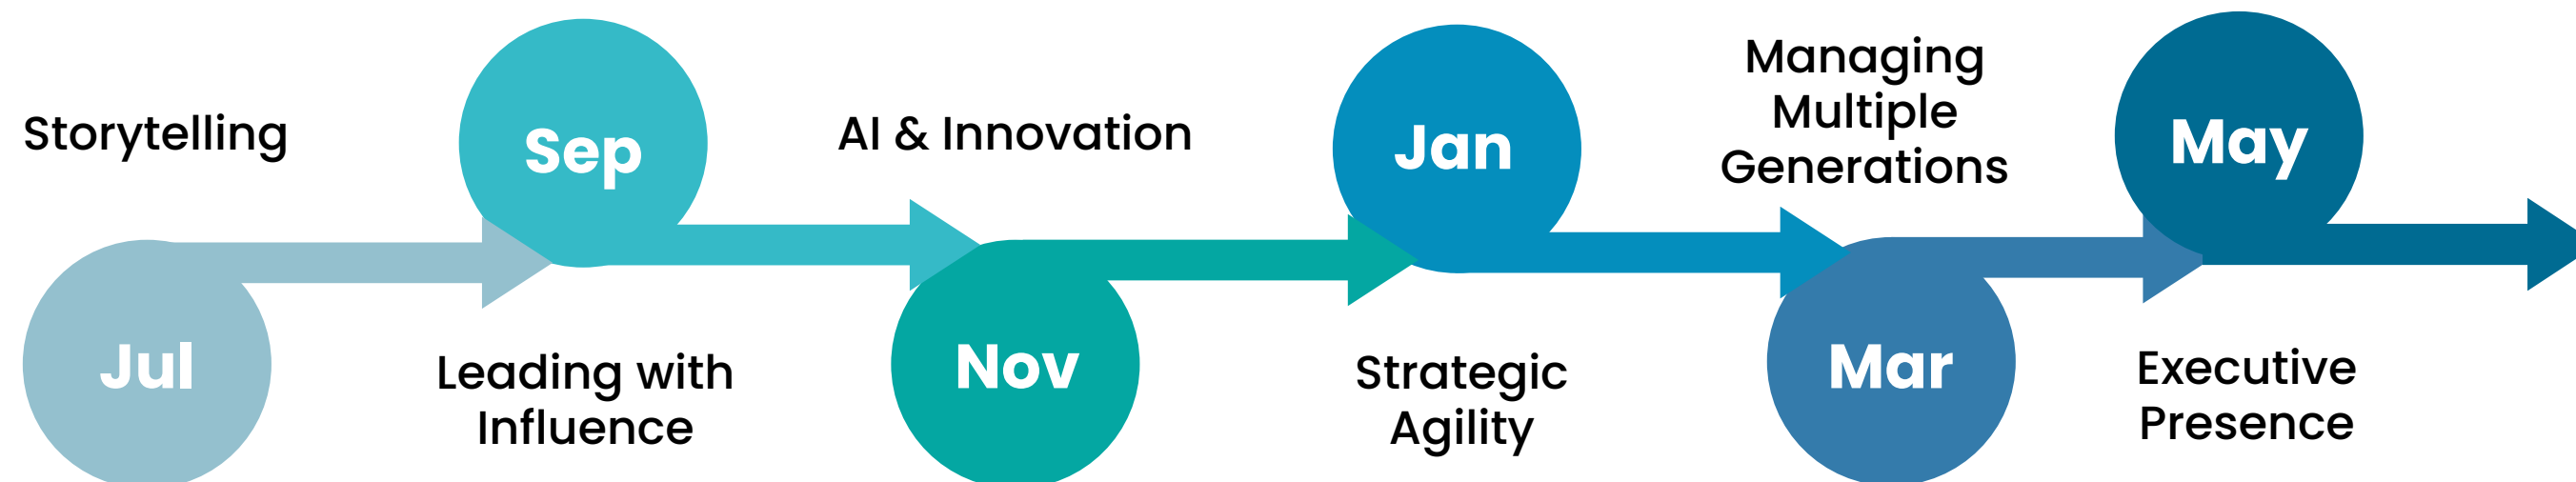 Storytelling
Jul
Sep
Leading with
Influence
AI & Innovation
Nov
Jan
Strategic
Agility
Managing
Multiple
Generations
Mar
May
Executive
Presence